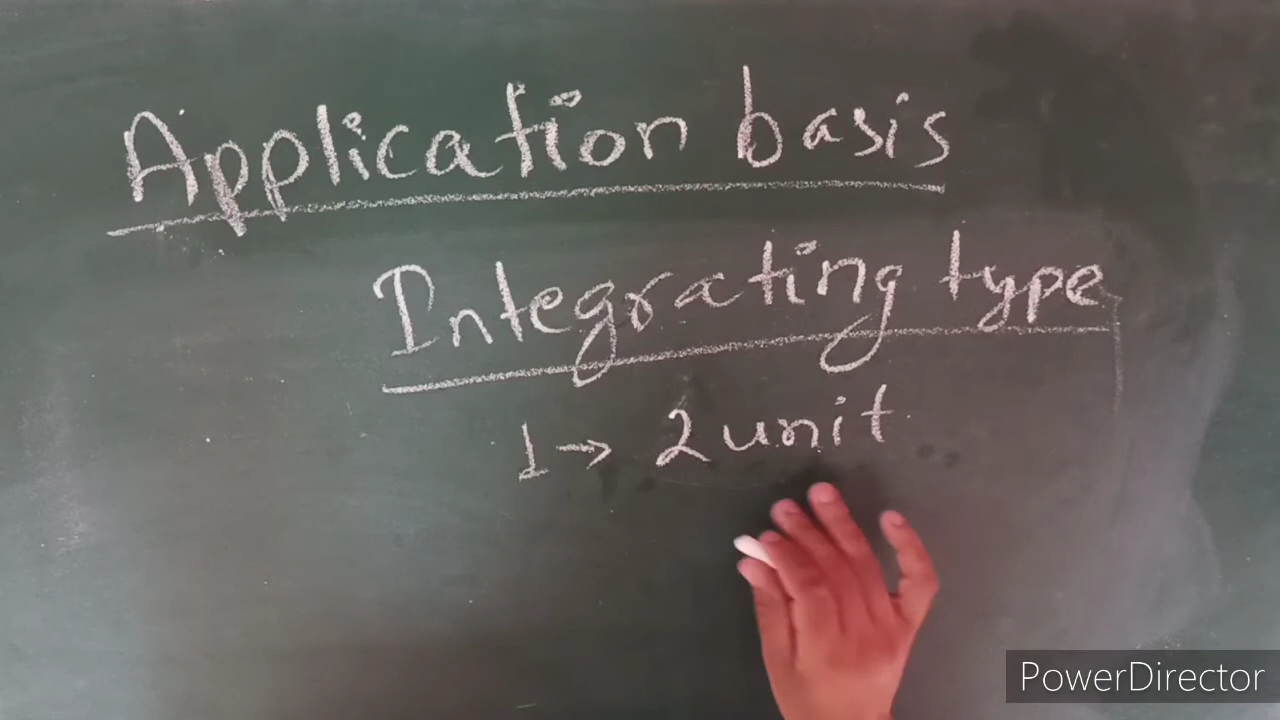 Application basis
Integrating type
1 → 2 unit
PowerDirector